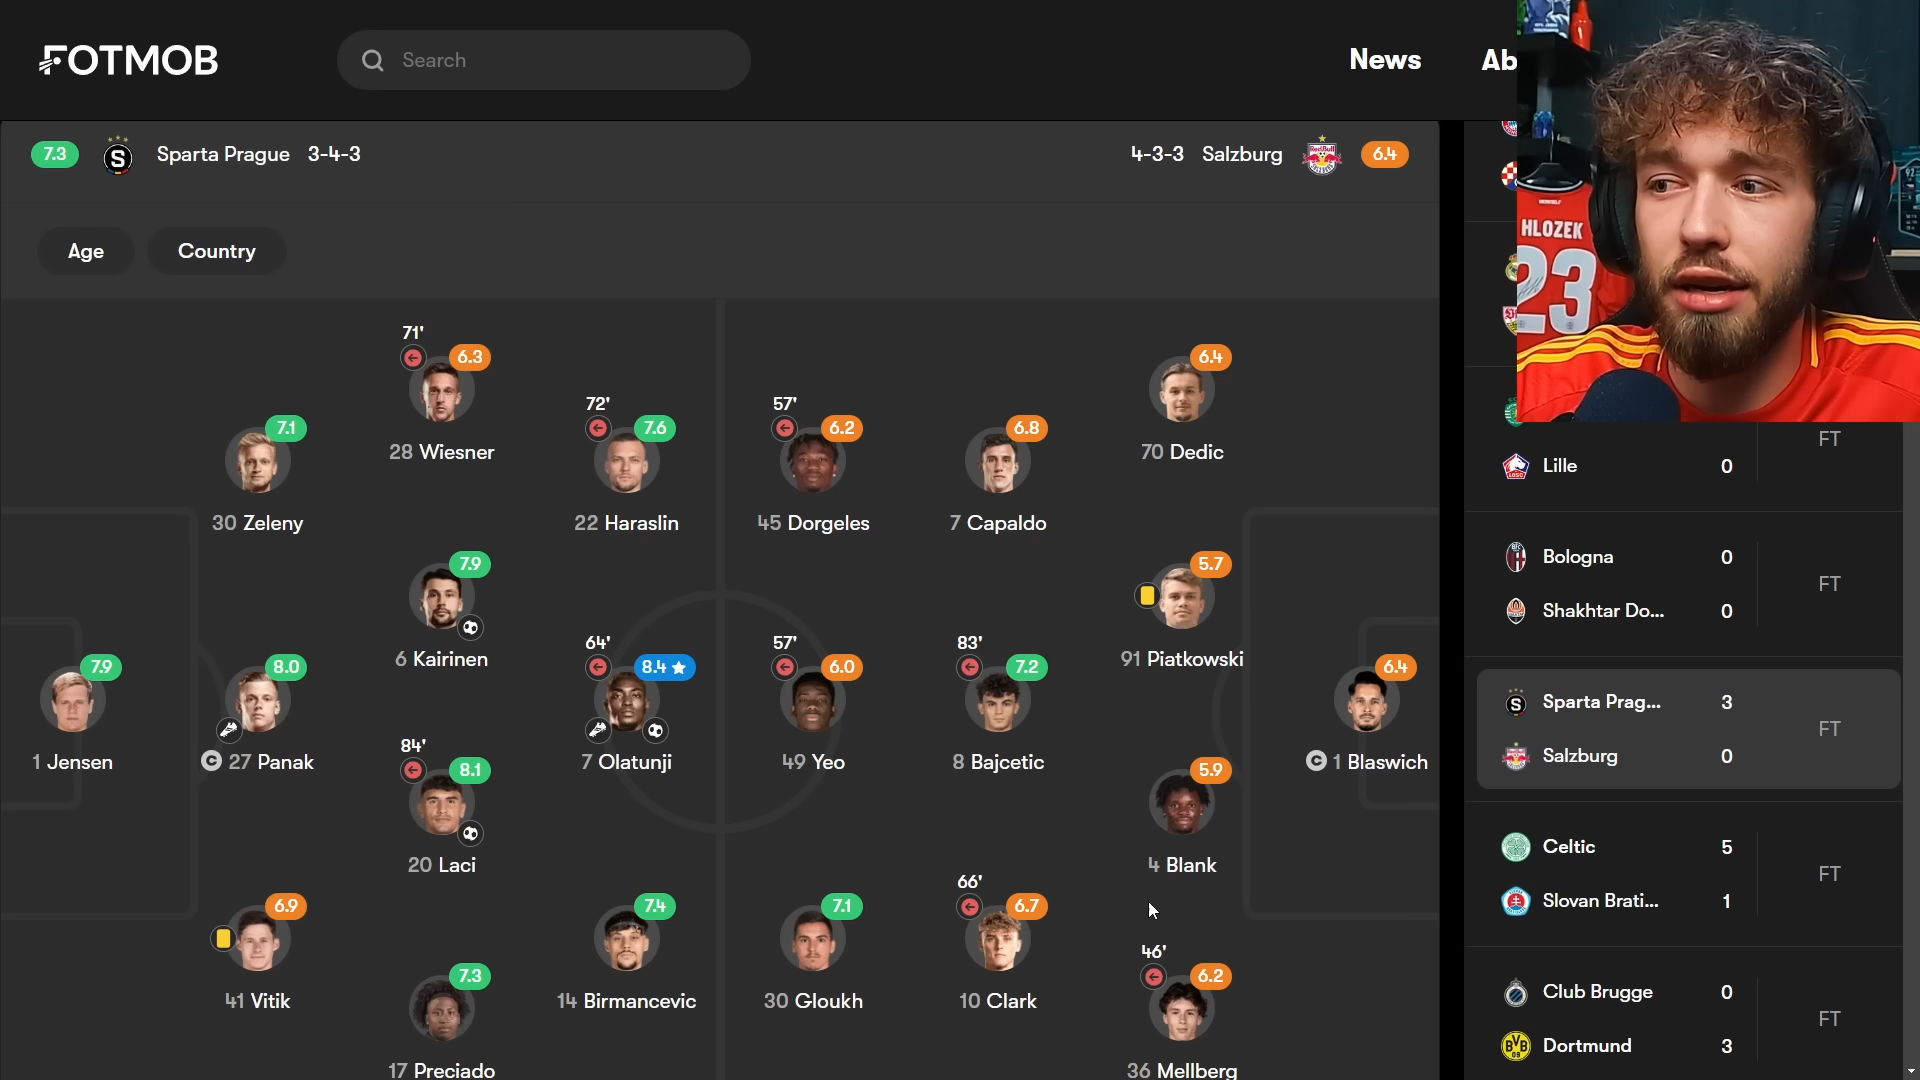 FOTMOB
Search
News
Ab
7.3
Sparta Prague 3-4-3
4-3-3 Salzburg
6.4
Age
Country
HLOZEK
23
71'
6.3
28 Wiesner
7.1
30 Zeleny
72'
7.6
22 Haraslin
57'
6.2
45 Dorgeles
6.8
7 Capaldo
6.4
70 Dedic
7.9
6 Kairinen
5.7
91 Piatkowski
7.9
1 Jensen
8.0
C 27 Panak
64'
8.4
7 Olatunji
57'
6.0
49 Yeo
83'
7.2
8 Bajcetic
6.4
C 1 Blaswich
84'
8.1
20 Laci
5.9
4 Blank
6.9
41 Vitik
7.4
14 Birmancevic
7.1
30 Gloukh
66'
6.7
10 Clark
7.3
17 Preciado
46'
6.2
36 Mellberg
FT
Lille 0
Bologna 0
FT
Shakhtar Do... 0
Sparta Prag... 3
FT
Salzburg 0
Celtic 5
FT
Slovan Brati... 1
Club Brugge 0
FT
Dortmund 3